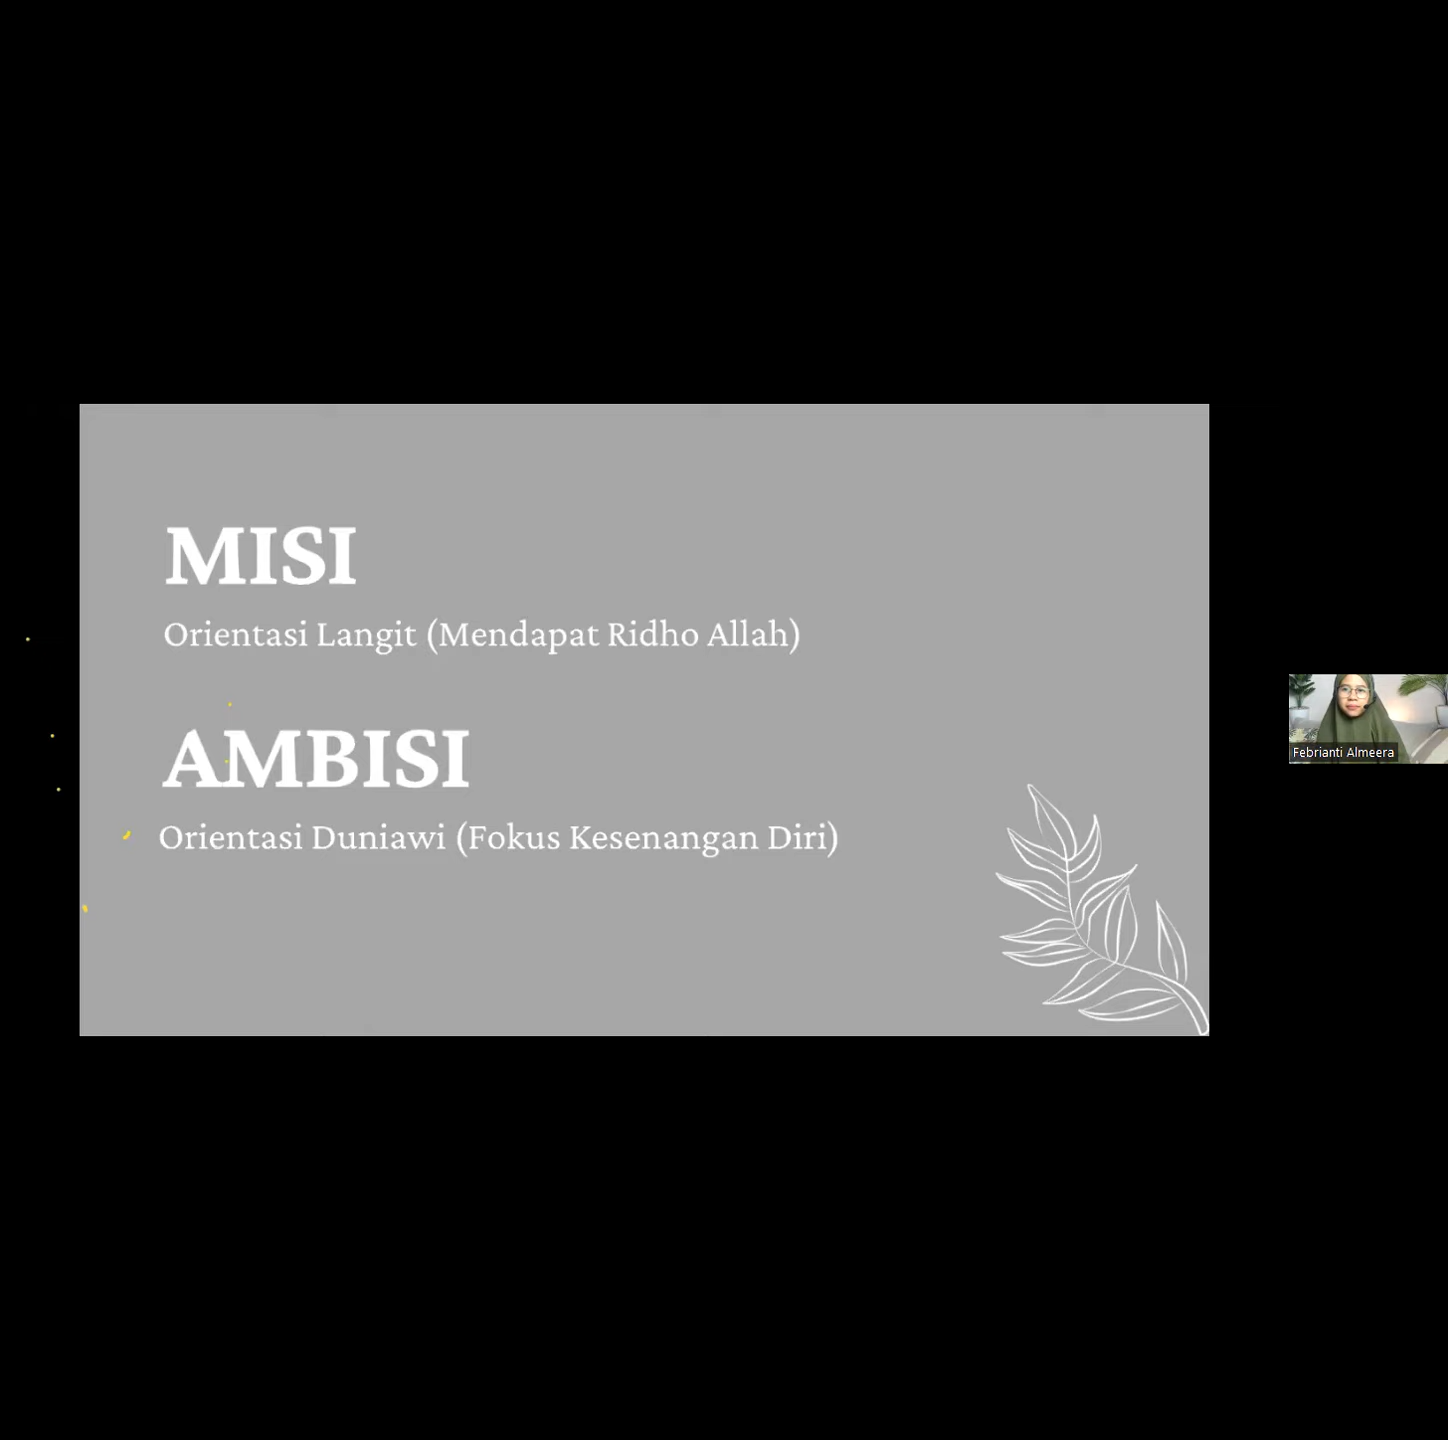 MISI
Orientasi Langit (Mendapat Ridho Allah)
AMBISI
Orientasi Duniawi (Fokus Kesenangan Diri)
Febrianti Almeera